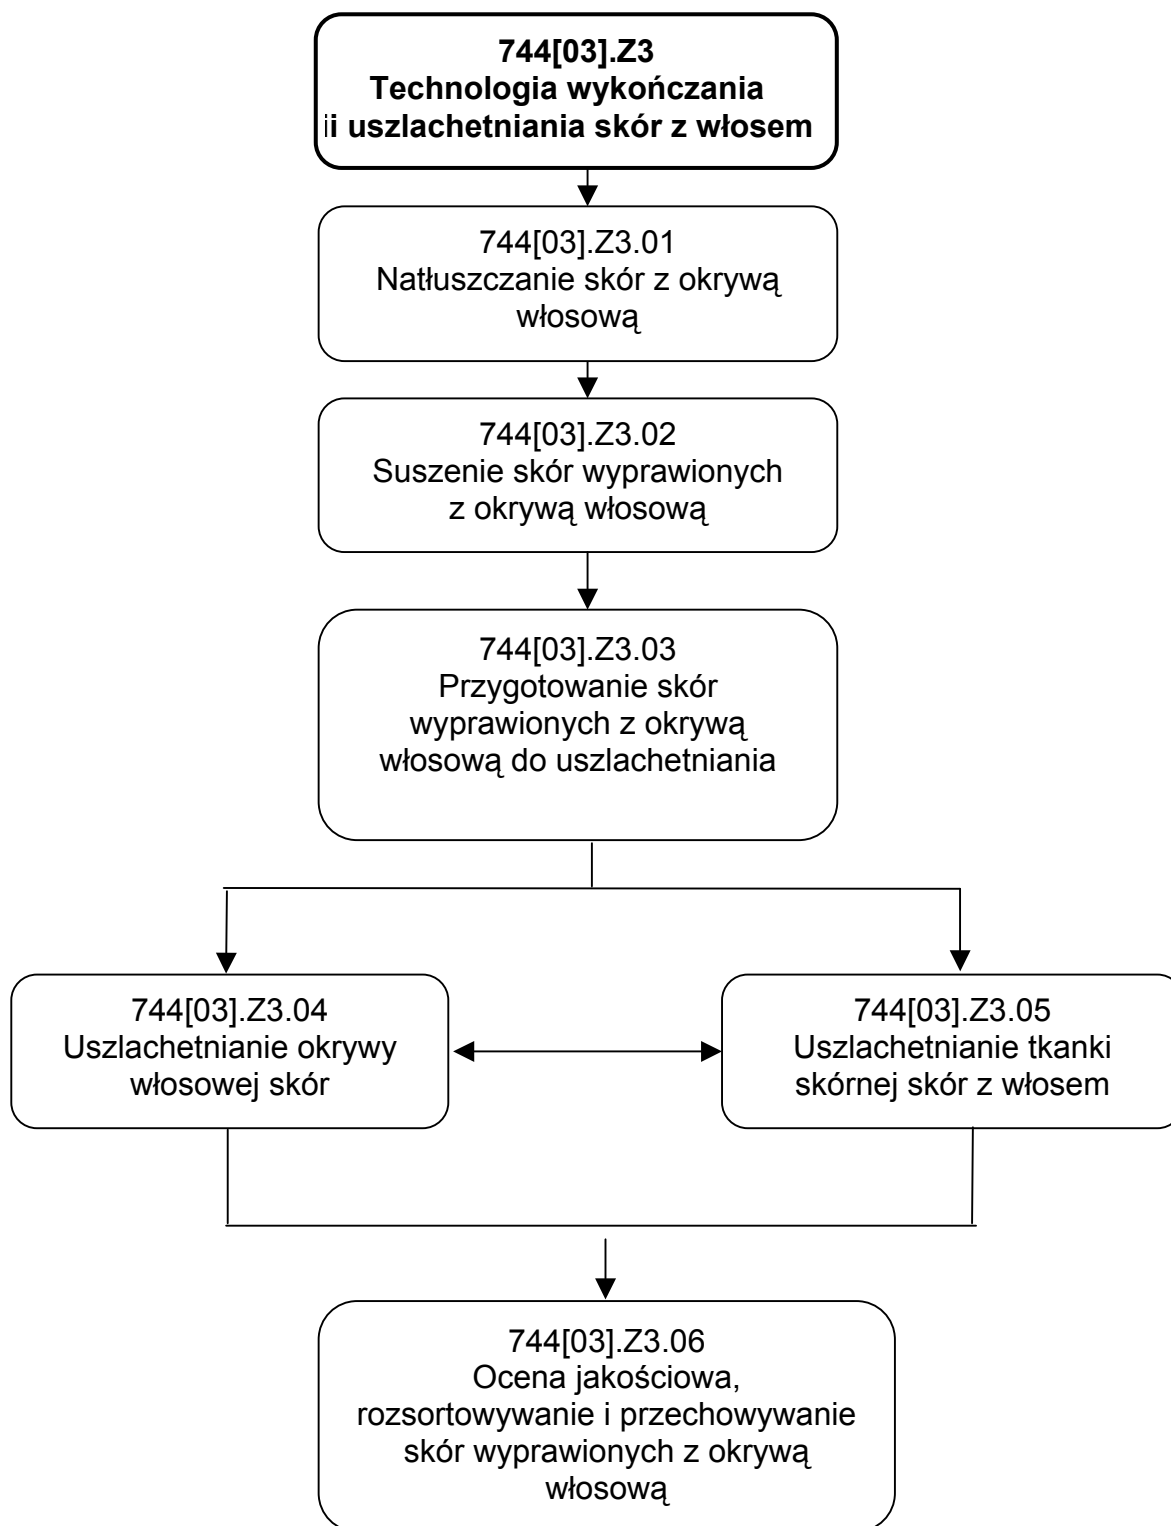 744[03].Z3
Technologia wykończania
ii uszlachetniania skór z włosem
744[03].Z3.01
Natłuszczanie skór z okrywą
włosową
744[03].Z3.02
Suszenie skór wyprawionych
z okrywą włosową
744[03].Z3.03
Przygotowanie skór
wyprawionych z okrywą
włosową do uszlachetniania
744[03].Z3.04
Uszlachetnianie okrywy
włosowej skór
744[03].Z3.05
Uszlachetnianie tkanki
skórnej skór z włosem
744[03].Z3.06
Ocena jakościowa,
rozsortowywanie i przechowywanie
skór wyprawionych z okrywą
włosową